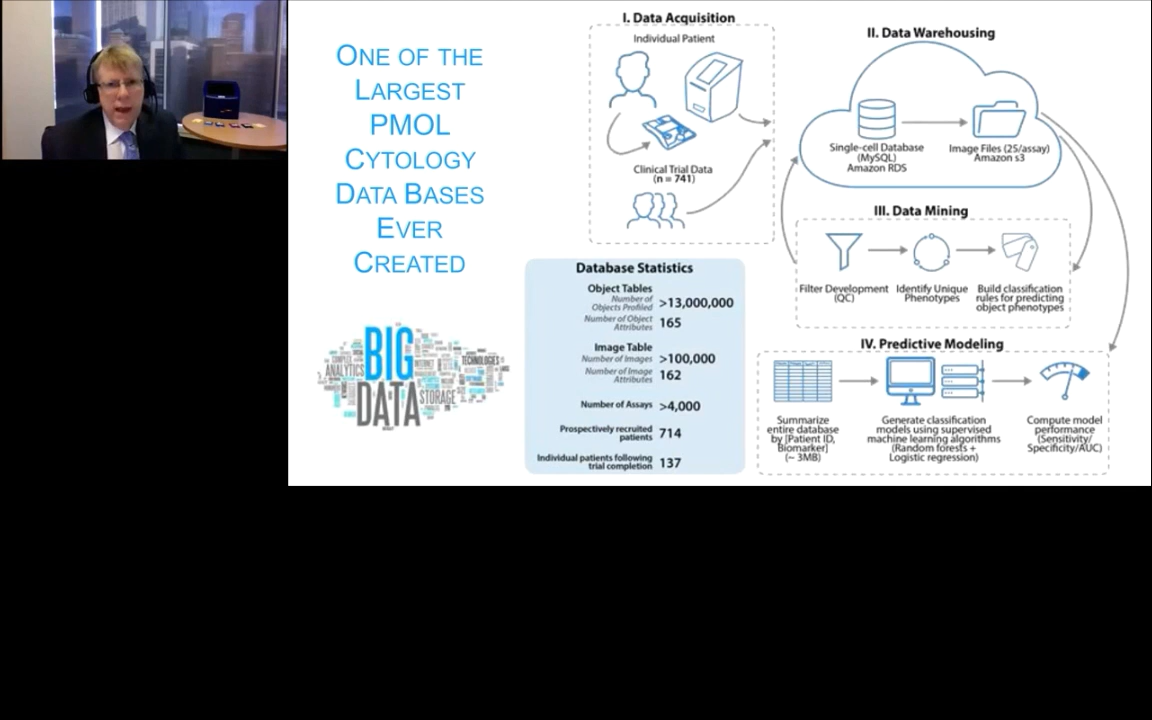 ONE OF THE
LARGEST
PMOL
CYTOLOGY
DATA BASES
EVER
CREATED
BIG
DATA
ANALYTICS
TECHNOLOGIES
STORAGE
I. Data Acquisition
Individual Patient
Clinical Trial Data
(n = 741)
II. Data Warehousing
Single-cell Database
(MySQL)
Amazon RDS
Image Files (25/assay)
Amazon s3
III. Data Mining
Filter Development
(QC)
Identify Unique
Phenotypes
Build classification
rules for predicting
object phenotypes
Database Statistics
Object Tables
Number of
Objects Profiled >13,000,000
Number of Object
Attributes 165
Image Table
Number of Images >100,000
Number of Image
Attributes 162
Number of Assays >4,000
Prospectively recruited
patients 714
Individual patients following
trial completion 137
IV. Predictive Modeling
Summarize
entire database
by [Patient ID,
Biomarker]
(~ 3MB)
Generate classification
models using supervised
machine learning algorithms
(Random forests +
Logistic regression)
Compute model
performance
(Sensitivity/
Specificity/AUC)